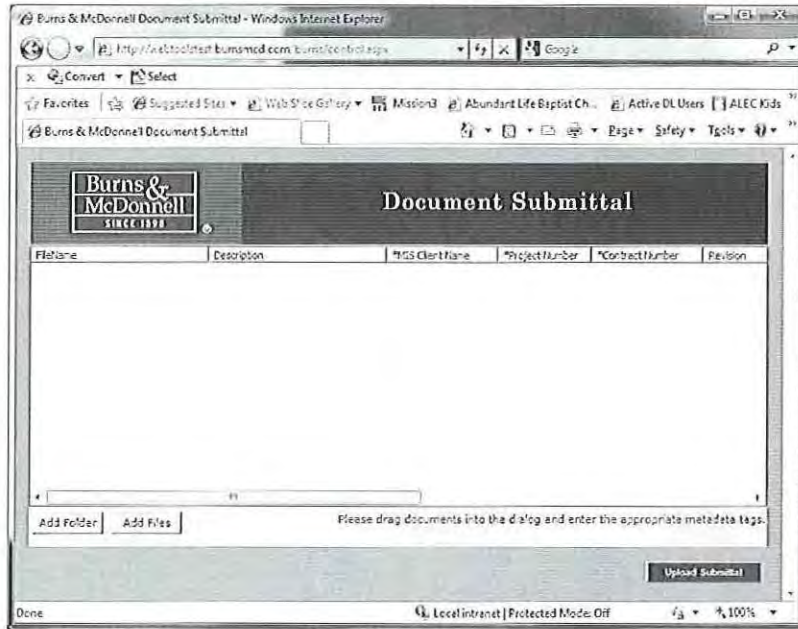 Burns & McDonnell Document Submittal - Windows Internet Explorer
Google
x Convert Select
Favorites Suggested Sites Web Slice Gallery Mission3 Abundant Life Baptist Ch... Active DL Users ALEC Kids
Burns & McDonnell Document Submittal Page Safety Tools
Burns &
McDonnell
SINCE 1898
Document Submittal
FileName Description *MGS Client Name *Project Number *Contract Number Revision
Add Folder Add Files Please drag documents into the dialog and enter the appropriate metadata tags.
Upload Submittal
Done Local intranet | Protected Mode: Off 100%